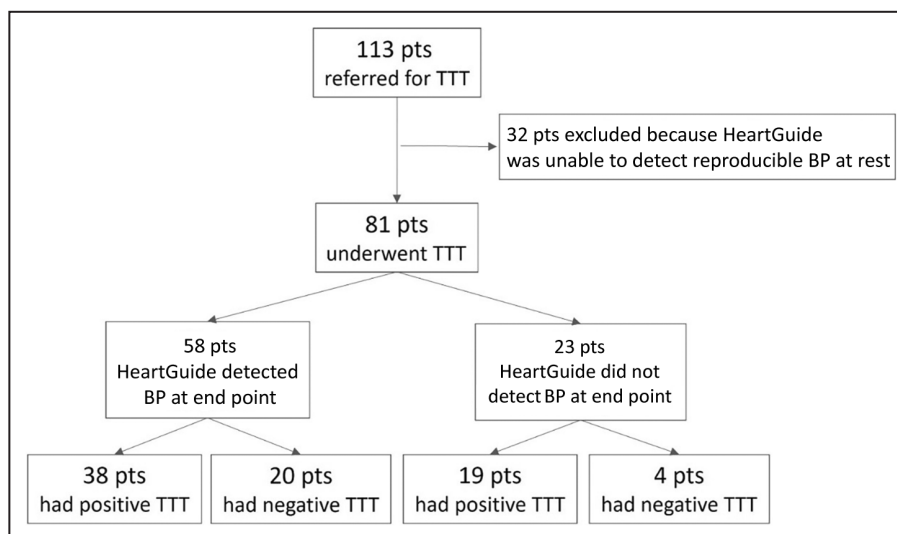 113 pts
referred for TTT
32 pts excluded because HeartGuide
was unable to detect reproducible BP at rest
81 pts
underwent TTT
58 pts
HeartGuide detected
BP at end point
23 pts
HeartGuide did not
detect BP at end point
38 pts
had positive TTT
20 pts
had negative TTT
19 pts
had positive TTT
4 pts
had negative TTT